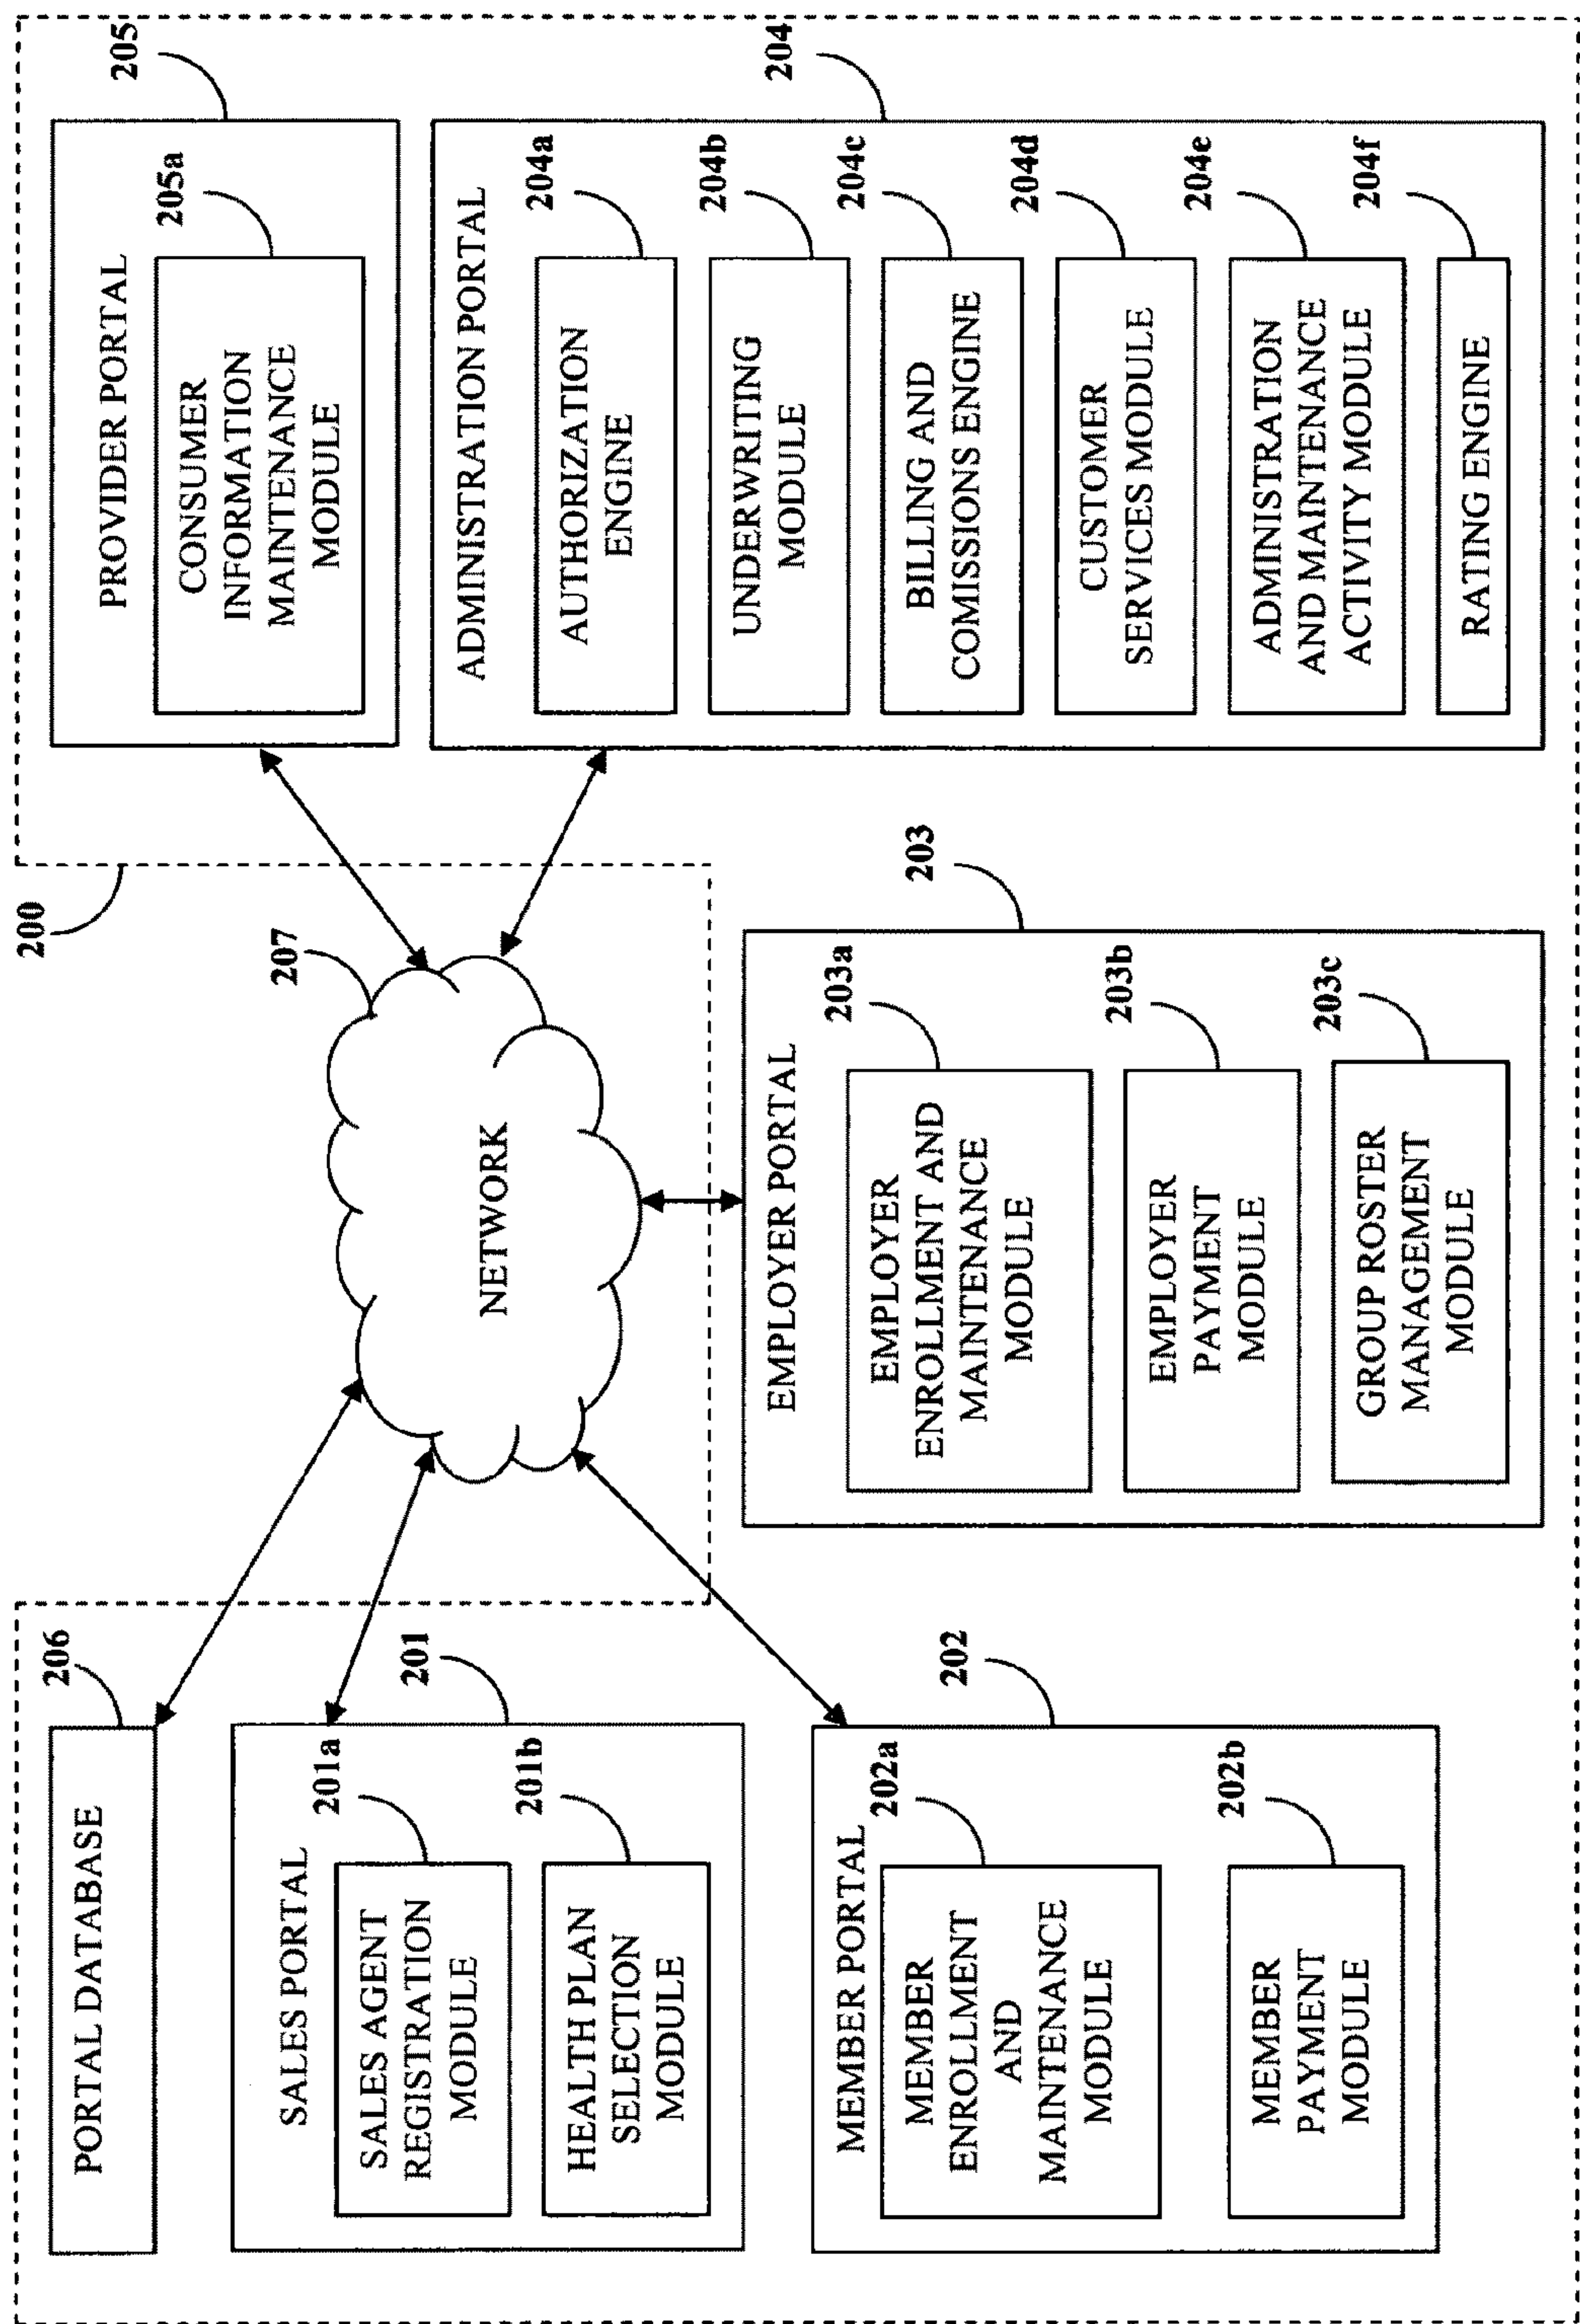 200
206
PORTAL DATABASE
201
SALES PORTAL
201a
SALES AGENT
REGISTRATION
MODULE
201b
HEALTH PLAN
SELECTION
MODULE
202
MEMBER PORTAL
202a
MEMBER
ENROLLMENT
AND
MAINTENANCE
MODULE
202b
MEMBER
PAYMENT
MODULE
207
NETWORK
203
EMPLOYER PORTAL
203a
EMPLOYER
ENROLLMENT AND
MAINTENANCE
MODULE
203b
EMPLOYER
PAYMENT
MODULE
203c
GROUP ROSTER
MANAGEMENT
MODULE
205
PROVIDER PORTAL
205a
CONSUMER
INFORMATION
MAINTENANCE
MODULE
204
ADMINISTRATION PORTAL
204a
AUTHORIZATION
ENGINE
204b
UNDERWRITING
MODULE
204c
BILLING AND
COMISSIONS ENGINE
204d
CUSTOMER
SERVICES MODULE
204e
ADMINISTRATION
AND MAINTENANCE
ACTIVITY MODULE
204f
RATING ENGINE